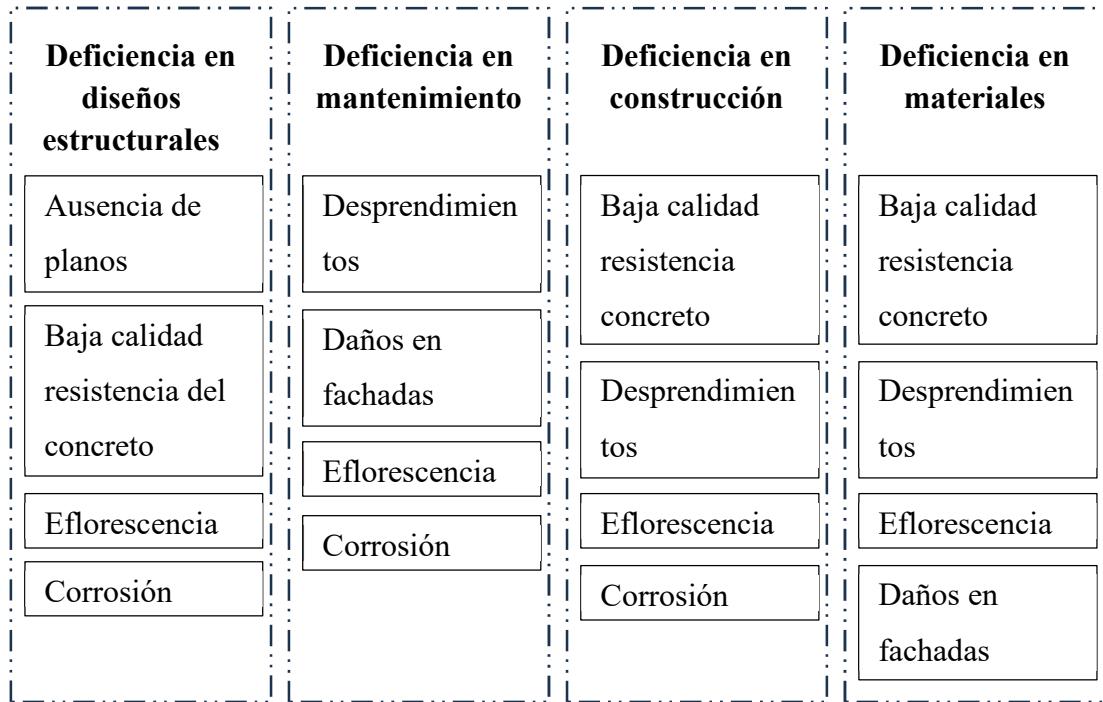 Deficiencia en
diseños
estructurales
Ausencia de
planos
Baja calidad
resistencia del
concreto
Eflorescencia
Corrosión
Deficiencia en
mantenimiento
Desprendimien
tos
Daños en
fachadas
Eflorescencia
Corrosión
Deficiencia en
construcción
Baja calidad
resistencia
concreto
Desprendimien
tos
Eflorescencia
Corrosión
Deficiencia en
materiales
Baja calidad
resistencia
concreto
Desprendimien
tos
Eflorescencia
Daños en
fachadas